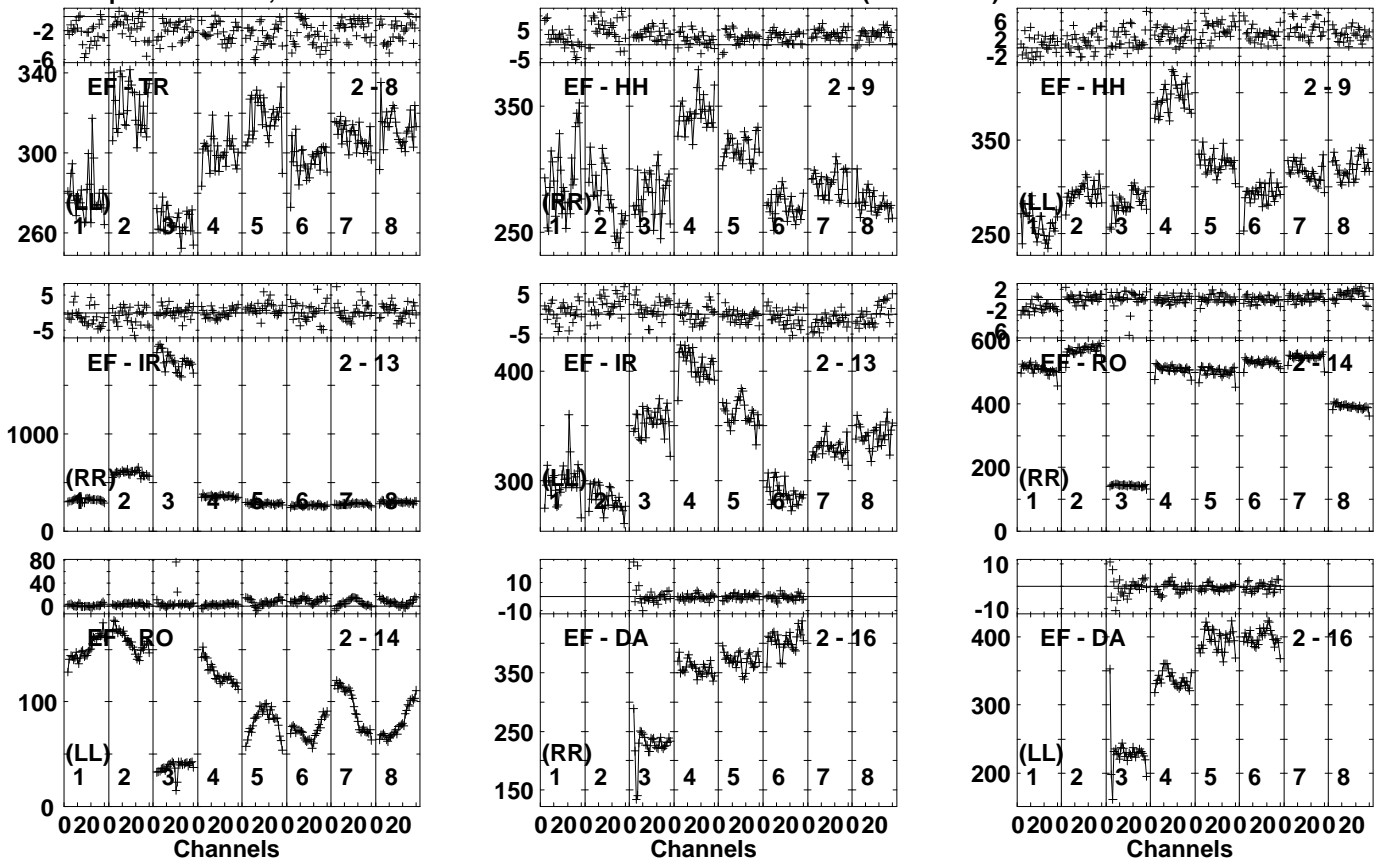 -2 -6
340 300 260
EF - TR 2 - 8
(LL)
1 2 3 4 5 6 7 8
5 -5
350 250
EF - HH 2 - 9
(RR)
1 2 3 4 5 6 7 8
6 2 -2
350 250
EF - HH 2 - 9
(LL)
1 2 3 4 5 6 7 8
5 -5
1000 0
EF - IR 2 - 13
(RR)
1 2 3 4 5 6 7 8
5 -5
400 300
EF - IR 2 - 13
(LL)
1 2 3 4 5 6 7 8
2 -2 -6
600 400 200 0
EF - RO 2 - 14
(RR)
1 2 3 4 5 6 7 8
80 40 0
100 0
EF - RO 2 - 14
(LL)
1 2 3 4 5 6 7 8
0 20 0 20 0 20 0 20 0 20 0 20 0 20 0 20
Channels
10 -10
350 250 150
EF - DA 2 - 16
(RR)
1 2 3 4 5 6 7 8
0 20 0 20 0 20 0 20 0 20 0 20 0 20 0 20
Channels
10 -10
400 300 200
EF - DA 2 - 16
(LL)
1 2 3 4 5 6 7 8
0 20 0 20 0 20 0 20 0 20 0 20 0 20 0 20
Channels